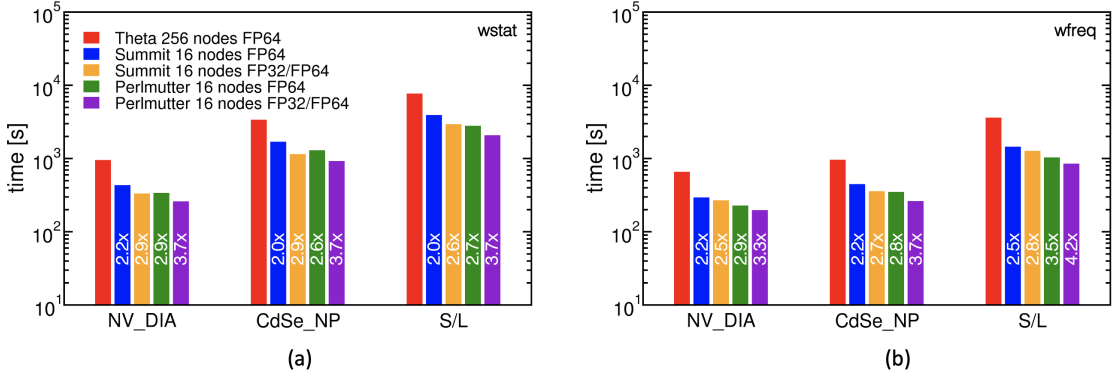 10^5
wstat
Theta 256 nodes FP64
Summit 16 nodes FP64
10^4
Summit 16 nodes FP32/FP64
Perlmutter 16 nodes FP64
Perlmutter 16 nodes FP32/FP64
time [s]
10^3
10^2
10^1
2.2x
2.9x
2.9x
3.7x
2.0x
2.9x
2.6x
3.7x
2.0x
2.6x
2.7x
3.7x
NV_DIA
CdSe_NP
S/L
(a)
10^5
wfreq
10^4
time [s]
10^3
10^2
10^1
2.2x
2.5x
2.9x
3.3x
2.2x
2.7x
2.8x
3.7x
2.5x
2.8x
3.5x
4.2x
NV_DIA
CdSe_NP
S/L
(b)